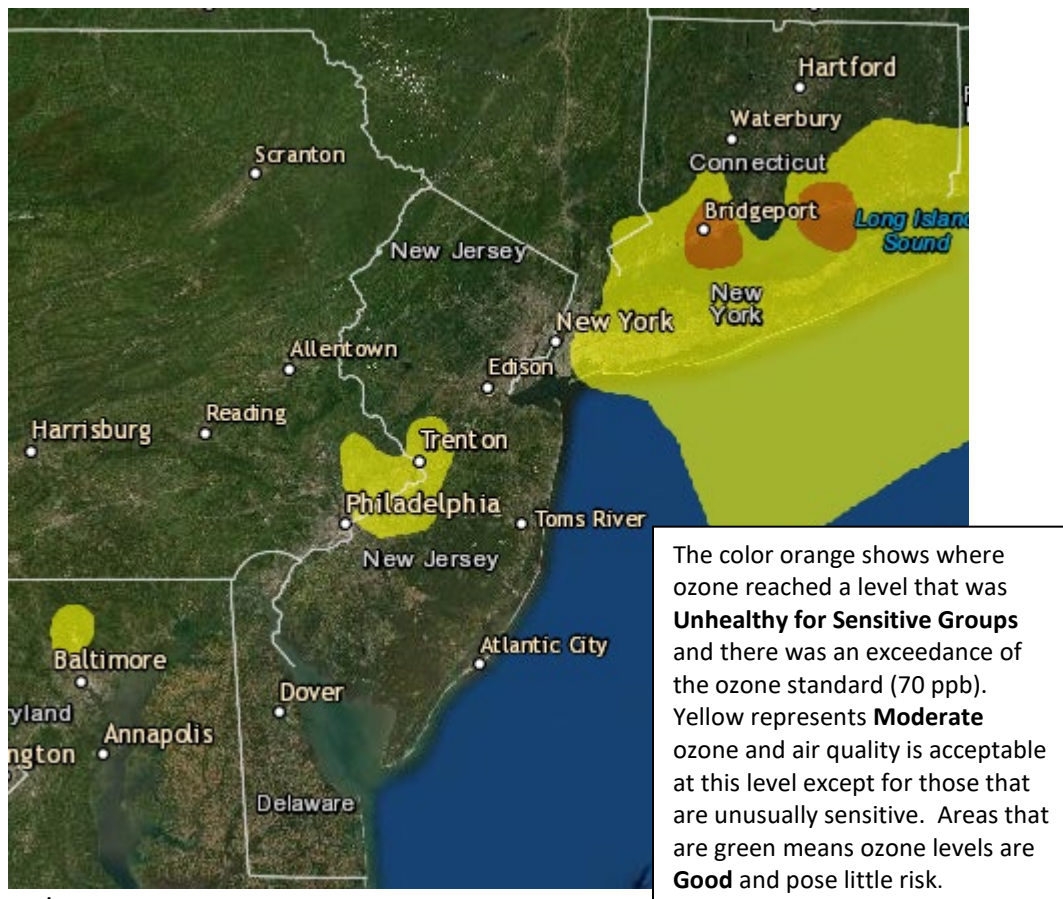 Hartford
Waterbury
Connecticut
Scranton
Bridgeport
Long Island
Sound
New Jersey
New
York
New York
Allentown
Edison
Reading
Harrisburg
Trenton
Philadelphia
Toms River
New Jersey
Baltimore
Atlantic City
Dover
yland
Annapolis
ngton
Delaware
The color orange shows where
ozone reached a level that was
Unhealthy for Sensitive Groups
and there was an exceedance of
the ozone standard (70 ppb).
Yellow represents Moderate
ozone and air quality is acceptable
at this level except for those that
are unusually sensitive.  Areas that
are green means ozone levels are
Good and pose little risk.